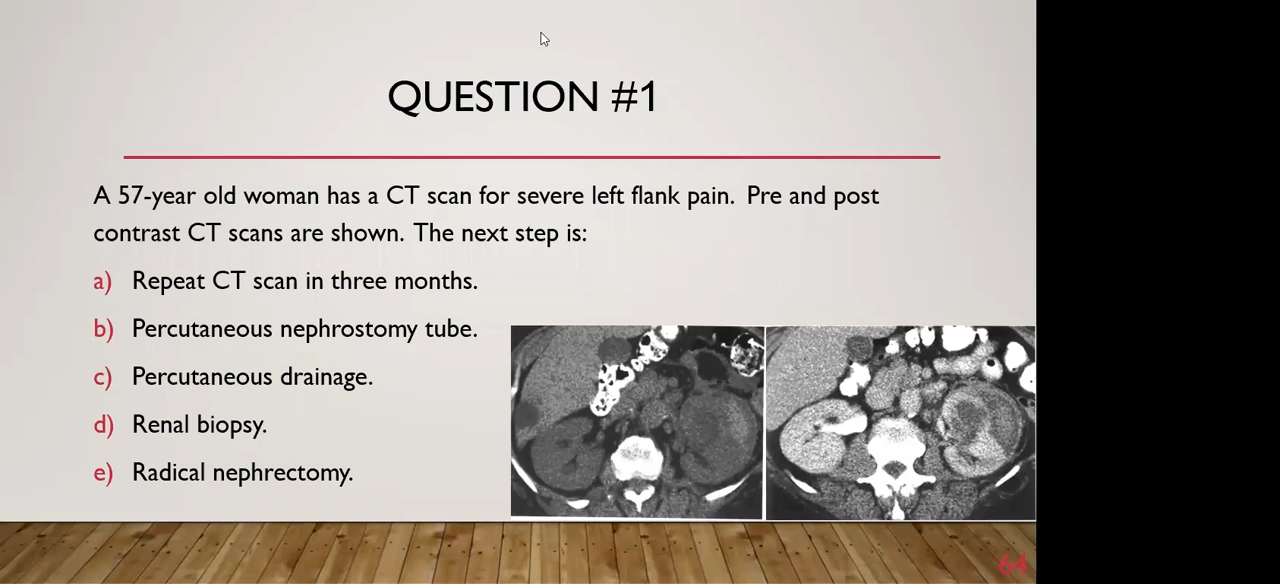 QUESTION #1
A 57-year old woman has a CT scan for severe left flank pain. Pre and post
contrast CT scans are shown. The next step is:
a) Repeat CT scan in three months.
b) Percutaneous nephrostomy tube.
c) Percutaneous drainage.
d) Renal biopsy.
e) Radical nephrectomy.
64